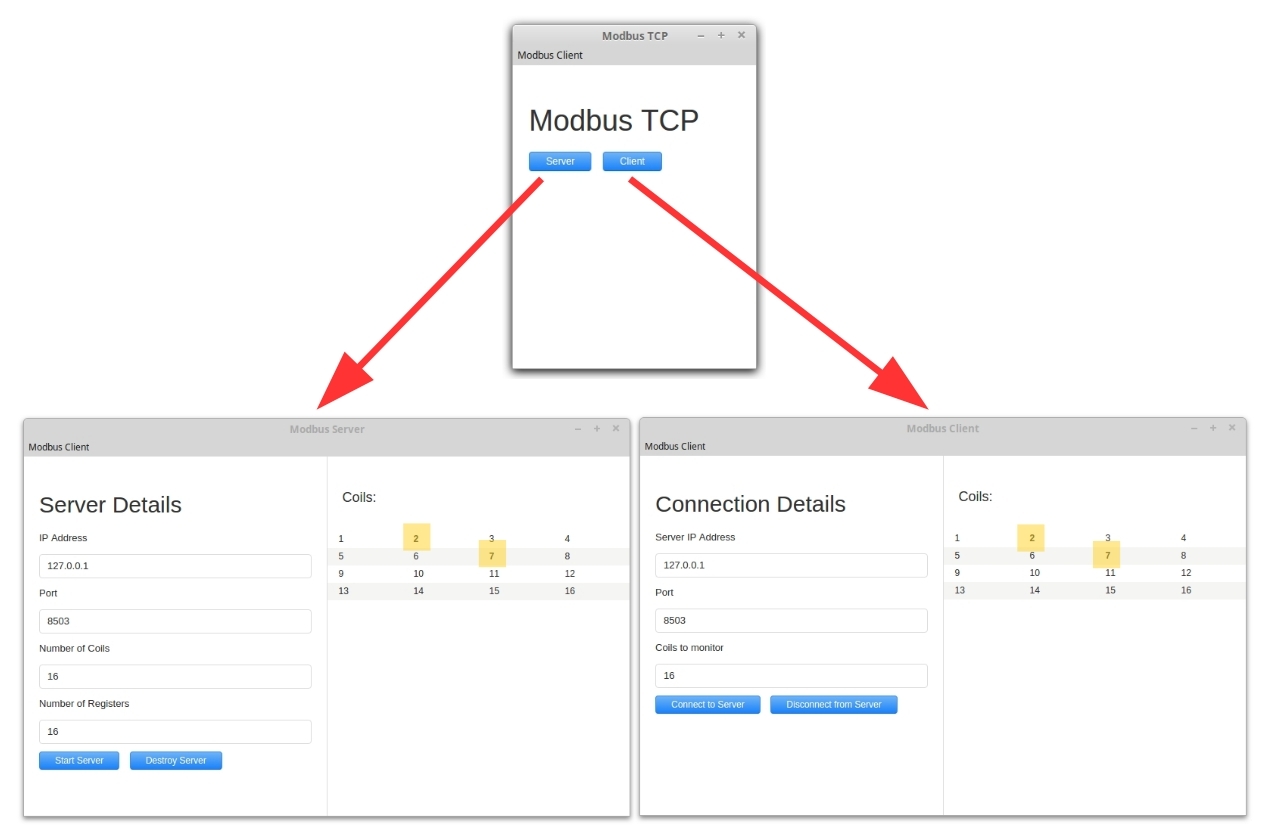 Modbus TCP
Modbus Client
Modbus TCP
Server Client
Modbus Server
Modbus Client
Server Details
IP Address
127.0.0.1
Port
8503
Number of Coils
16
Number of Registers
16
Start Server Destroy Server
Coils:
1 2 3 4
5 6 7 8
9 10 11 12
13 14 15 16
Modbus Client
Modbus Client
Connection Details
Server IP Address
127.0.0.1
Port
8503
Coils to monitor
16
Connect to Server Disconnect from Server
Coils:
1 2 3 4
5 6 7 8
9 10 11 12
13 14 15 16